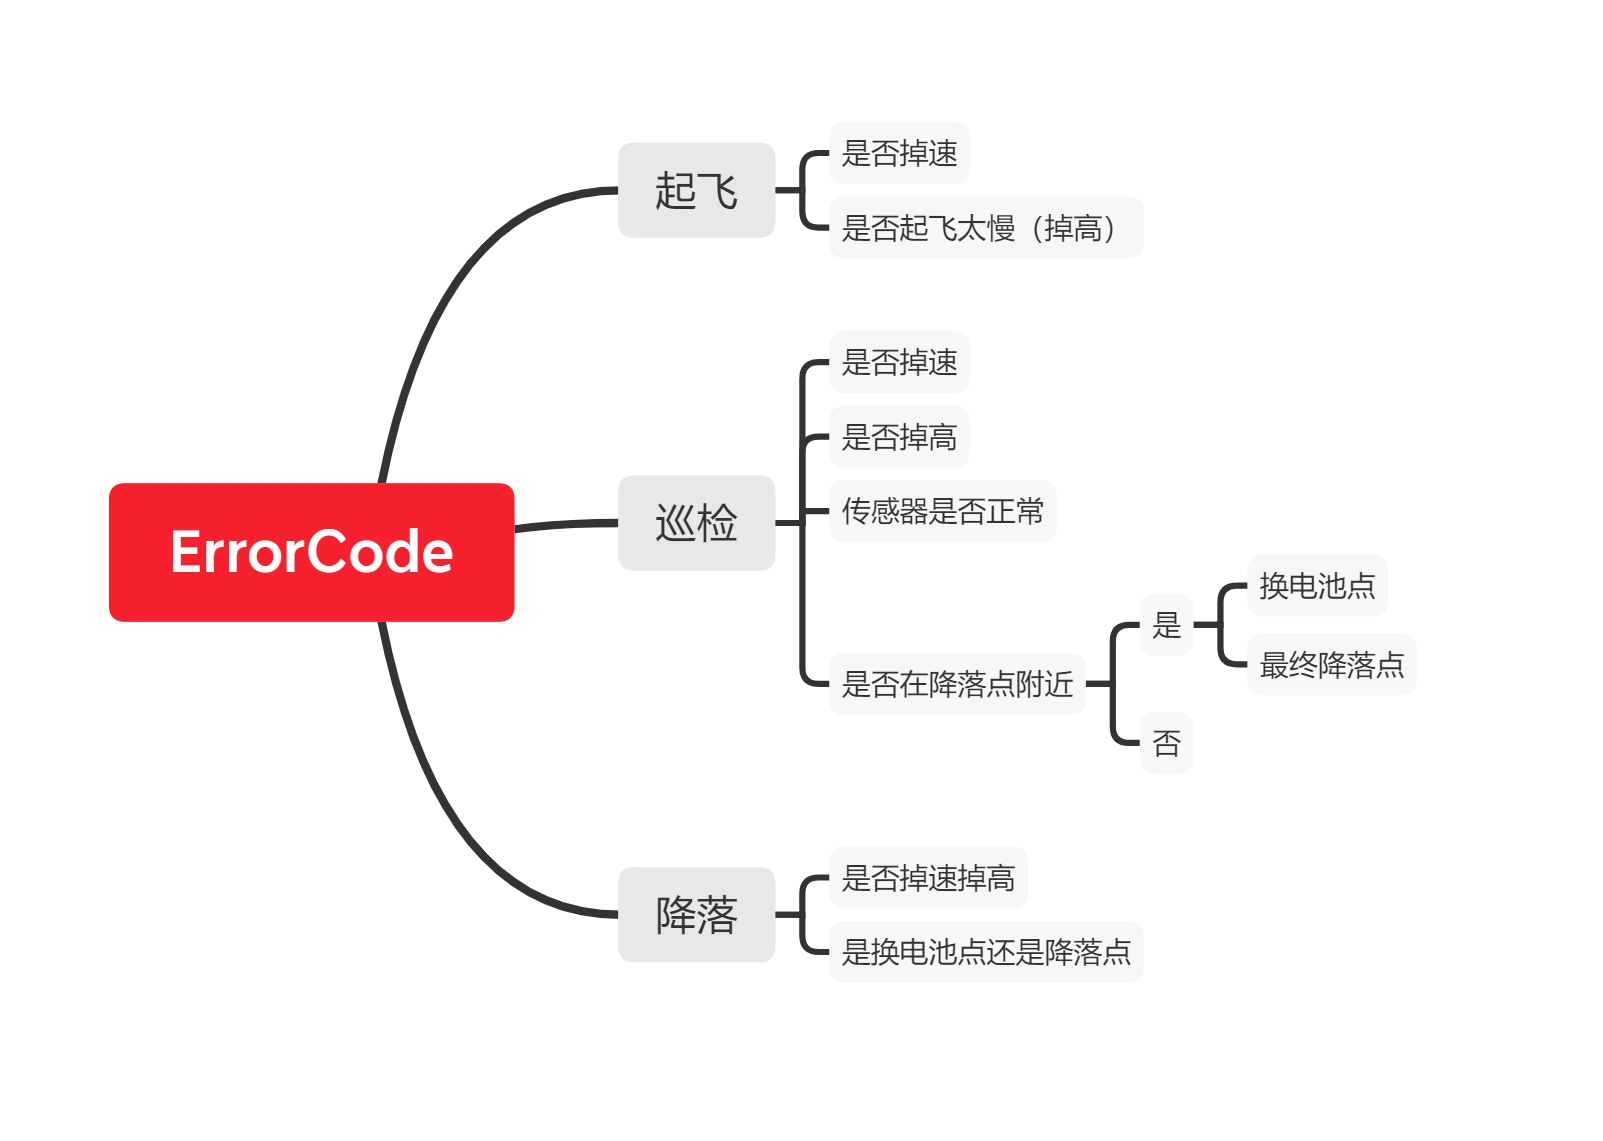 ErrorCode
起飞
是否掉速
是否起飞太慢（掉高）
巡检
是否掉速
是否掉高
传感器是否正常
是否在降落点附近
是
换电池点
最终降落点
否
降落
是否掉速掉高
是换电池点还是降落点